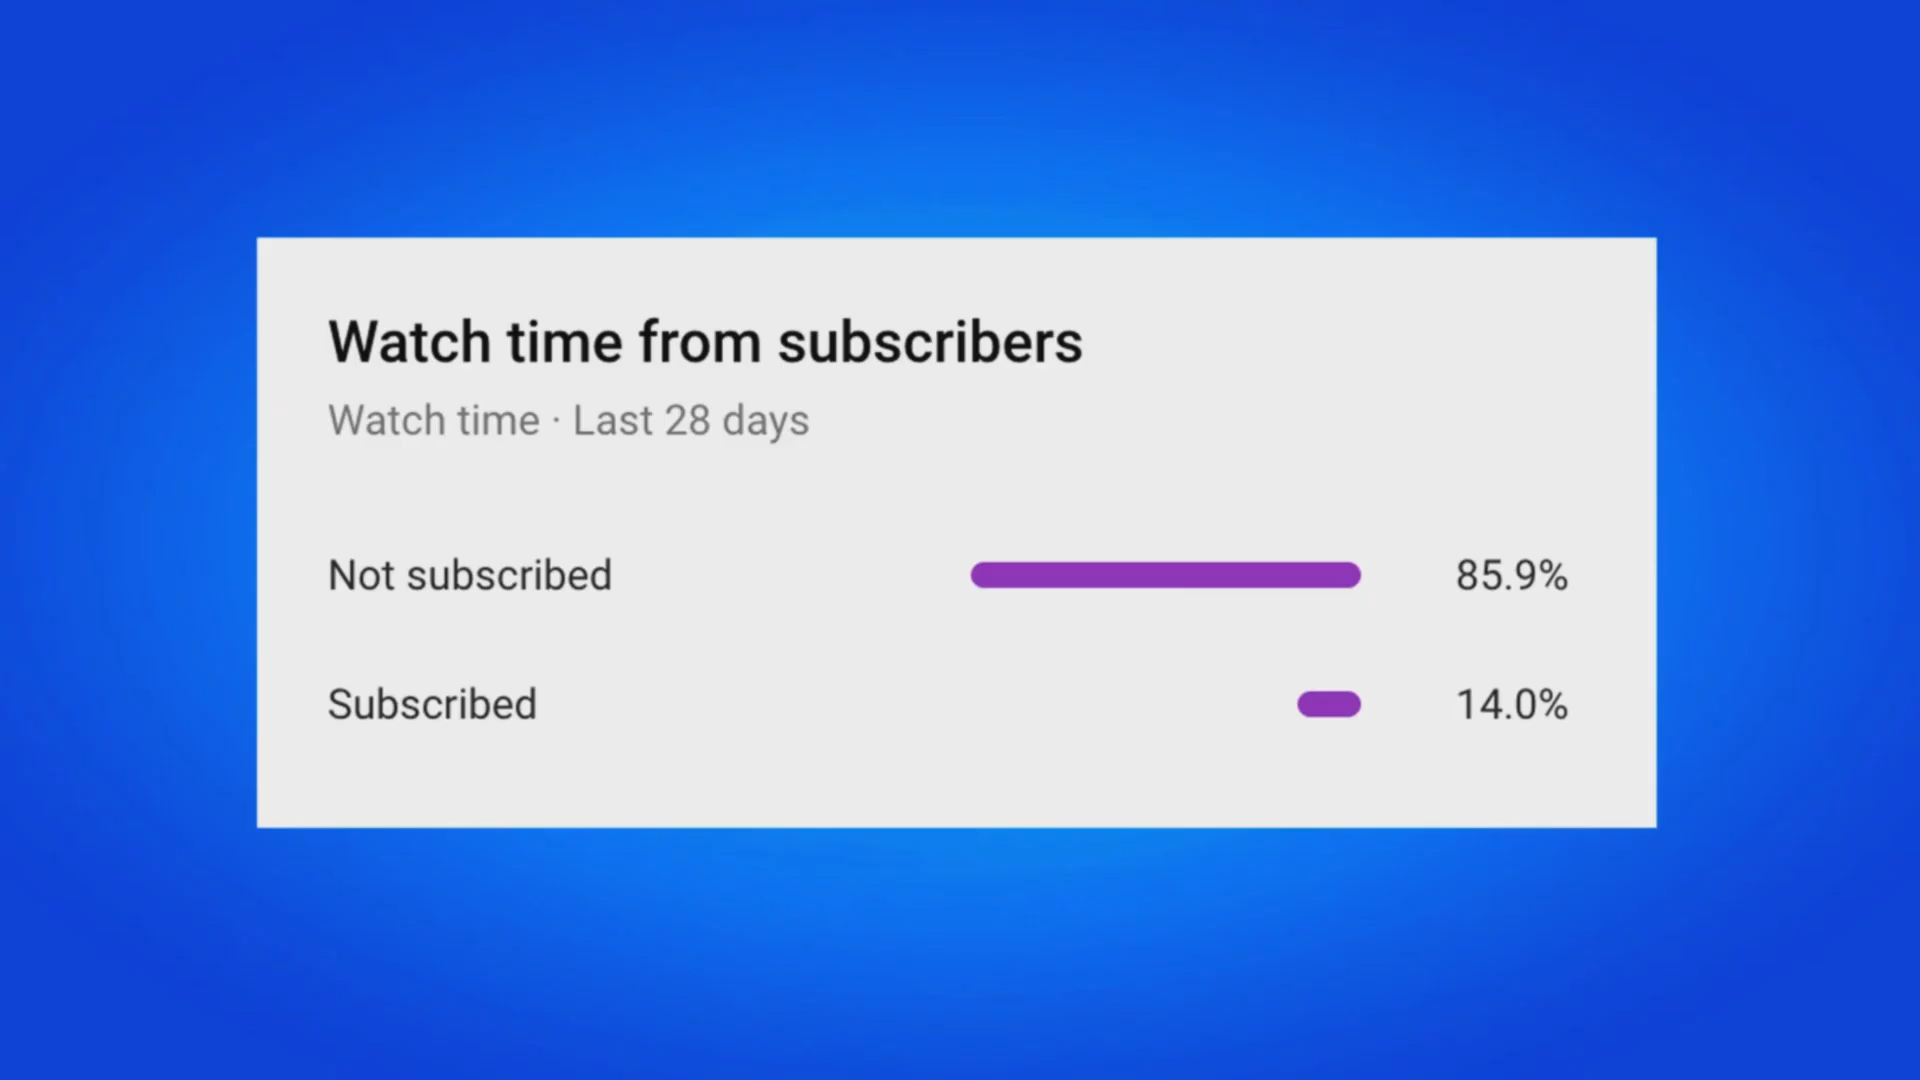 Watch time from subscribers
Watch time · Last 28 days
Not subscribed 85.9%
Subscribed 14.0%